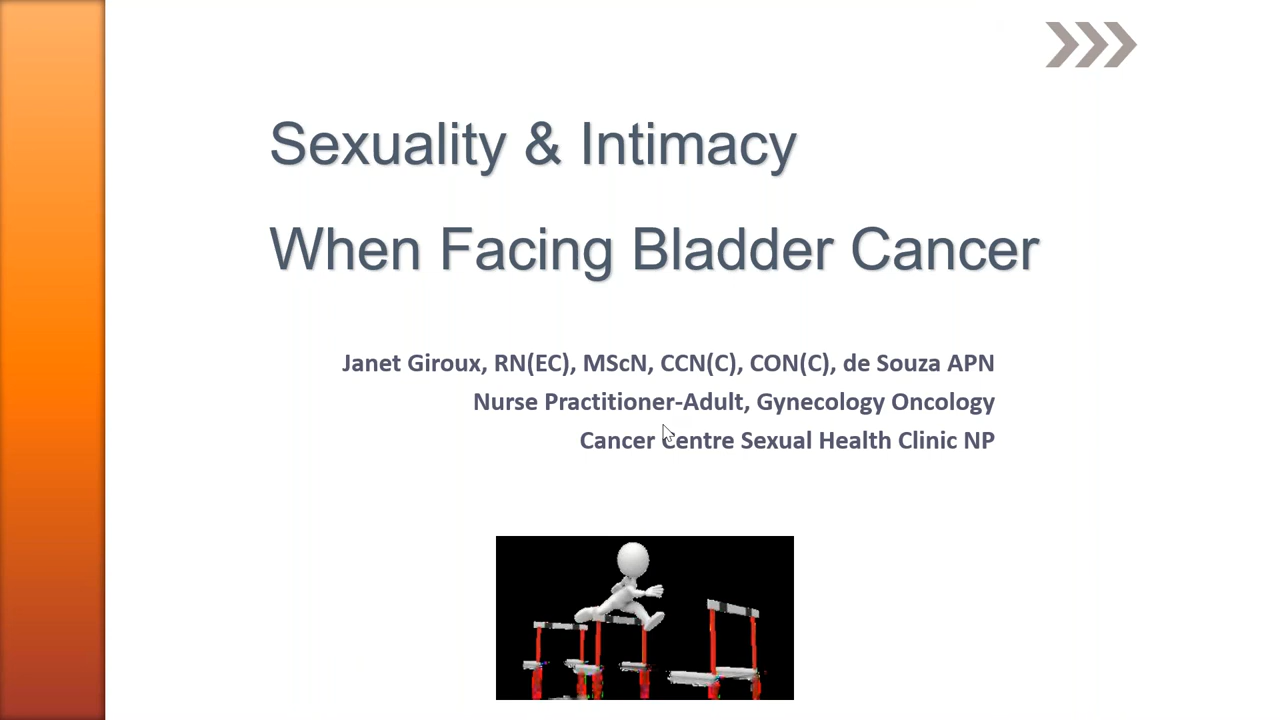 Sexuality & Intimacy
When Facing Bladder Cancer
Janet Giroux, RN(EC), MScN, CCN(C), CON(C), de Souza APN
Nurse Practitioner-Adult, Gynecology Oncology
Cancer Centre Sexual Health Clinic NP